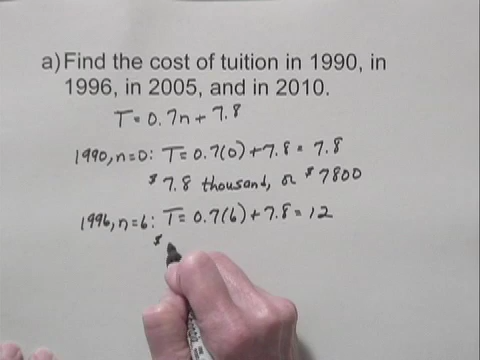 a) Find the cost of tuition in 1990, in
1996, in 2005, and in 2010.
T = 0.7n + 7.8
1990, n=0: T = 0.7(0) + 7.8 = 7.8
$7.8 thousand, or $7800
1996, n=6: T = 0.7(6) + 7.8 = 12
$